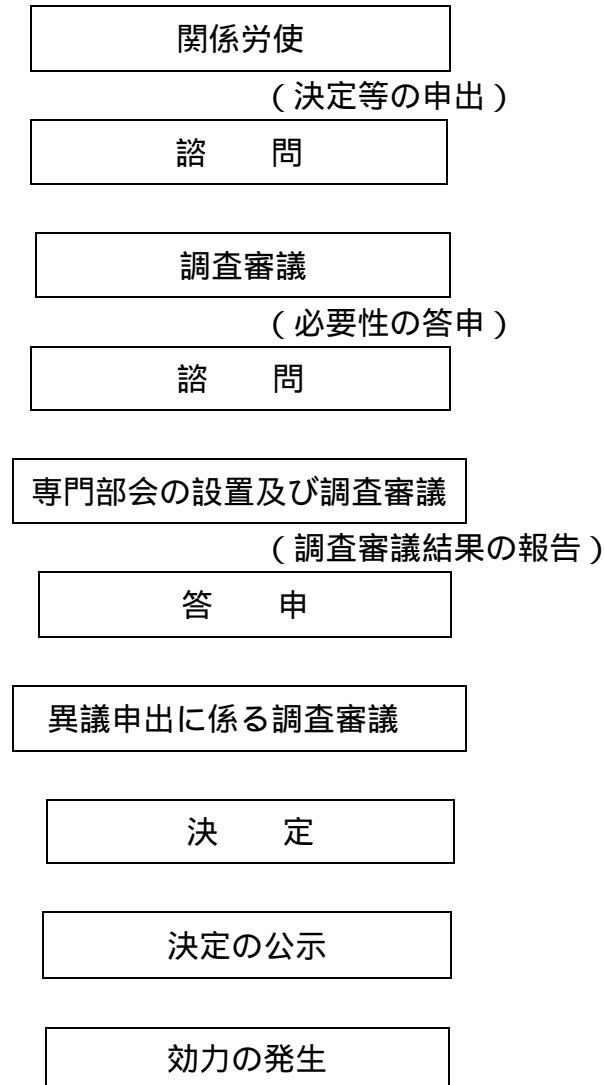 関係労使
（決定等の申出）
諮　　問
調査審議
（必要性の答申）
諮　　問
専門部会の設置及び調査審議
（調査審議結果の報告）
答　　申
異議申出に係る調査審議
決　　定
決定の公示
効力の発生